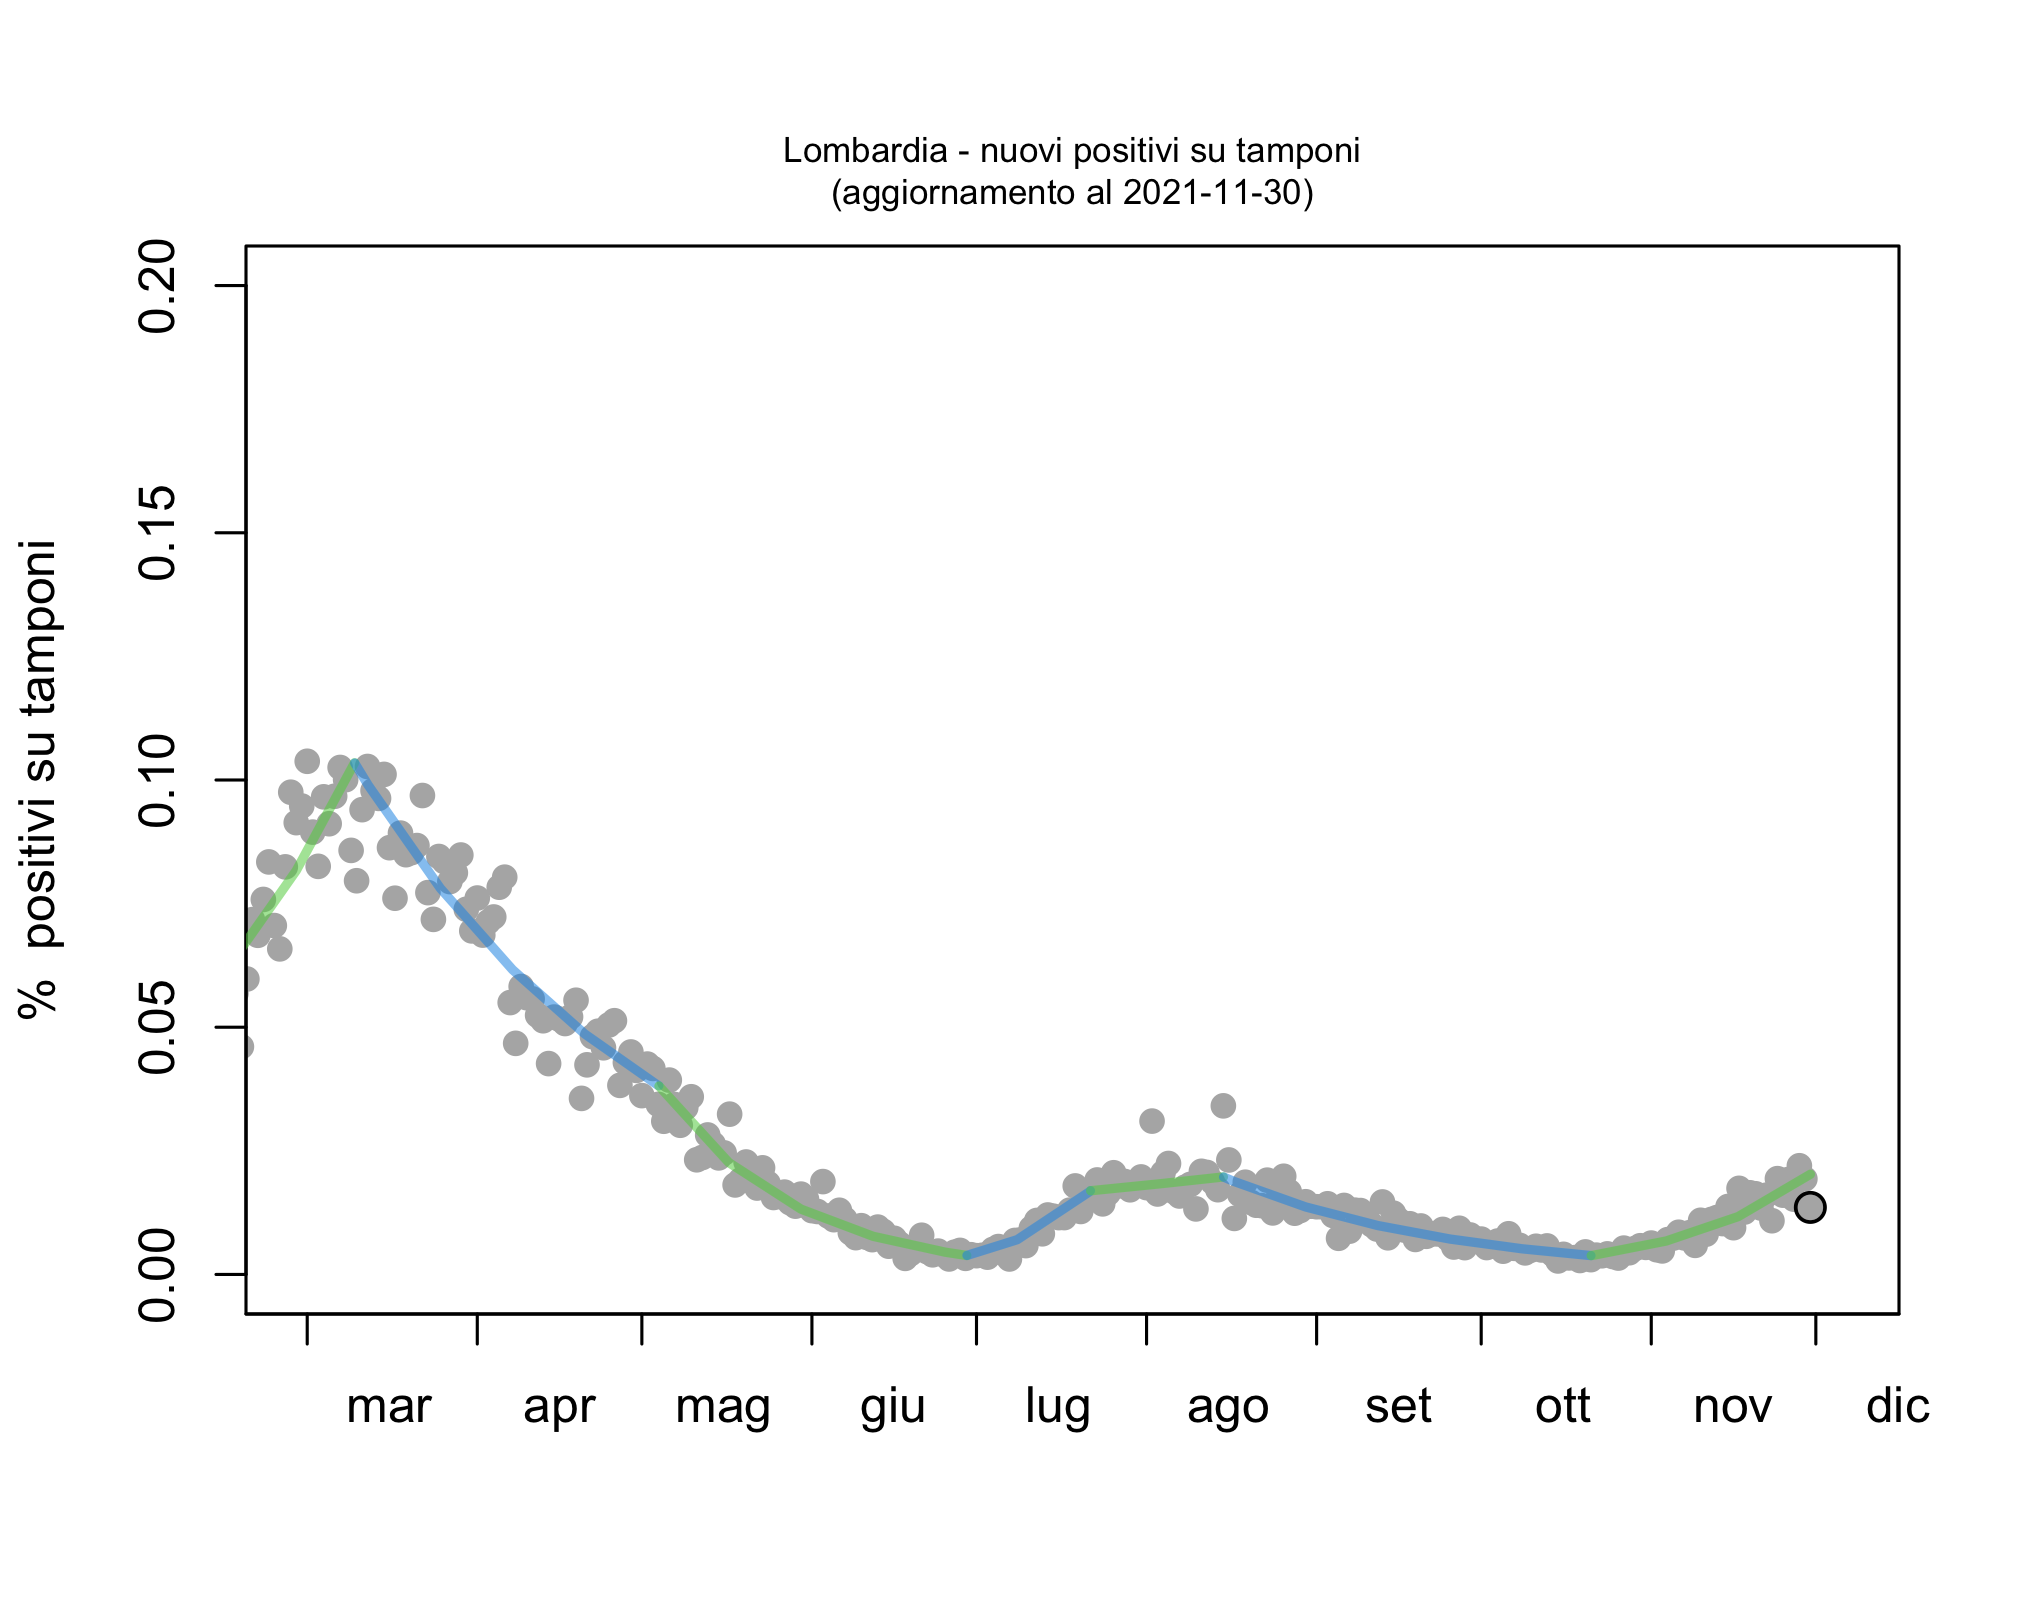 Lombardia - nuovi positivi su tamponi
(aggiornamento al 2021-11-30)
% positivi su tamponi
0.20
0.15
0.10
0.05
0.00
mar apr mag giu lug ago set ott nov dic